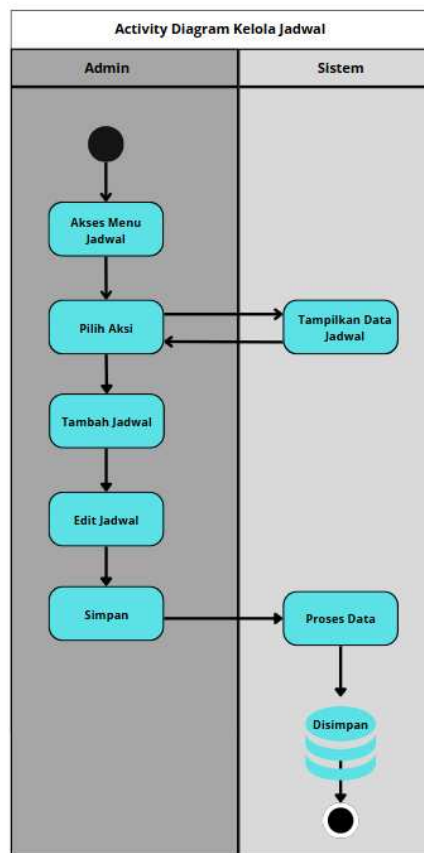 Activity Diagram Kelola Jadwal
Admin
Sistem
Akses Menu
Jadwal
Pilih Aksi
Tampilkan Data
Jadwal
Tambah Jadwal
Edit Jadwal
Simpan
Proses Data
Disimpan